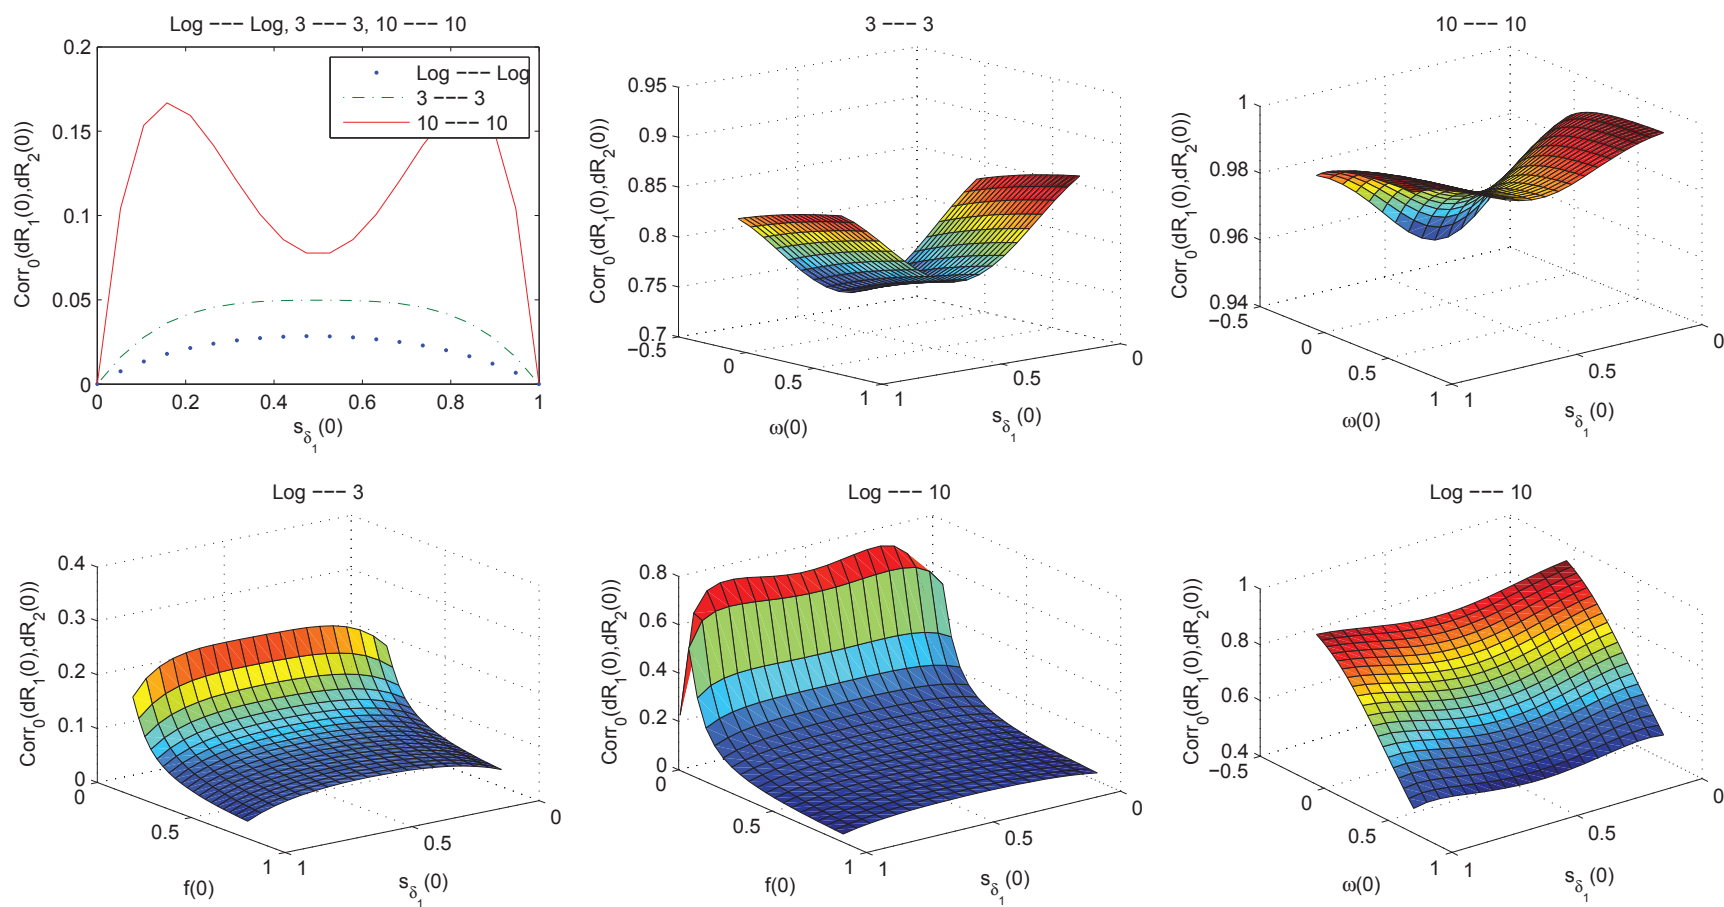 Log --- Log, 3 --- 3, 10 --- 10
Corr0(dR1(0),dR2(0))
0.2
0.15
0.1
0.05
0
Log --- Log
3 --- 3
10 --- 10
0 0.2 0.4 0.6 0.8 1
sδ1(0)
3 --- 3
Corr0(dR1(0),dR2(0))
0.95
0.9
0.85
0.8
0.75
0.7
−0.5 0 0.5 1
1 0.5 0
ω(0)
sδ1(0)
10 --- 10
Corr0(dR1(0),dR2(0))
1
0.98
0.96
0.94
−0.5 0 0.5 1
1 0.5 0
ω(0)
sδ1(0)
Log --- 3
Corr0(dR1(0),dR2(0))
0.4
0.3
0.2
0.1
0
0 0.5 1
1 0.5 0
f(0)
sδ1(0)
Log --- 10
Corr0(dR1(0),dR2(0))
0.8
0.6
0.4
0.2
0
0 0.5 1
1 0.5 0
f(0)
sδ1(0)
Log --- 10
Corr0(dR1(0),dR2(0))
1
0.8
0.6
0.4
−0.5 0 0.5 1
1 0.5 0
ω(0)
sδ1(0)